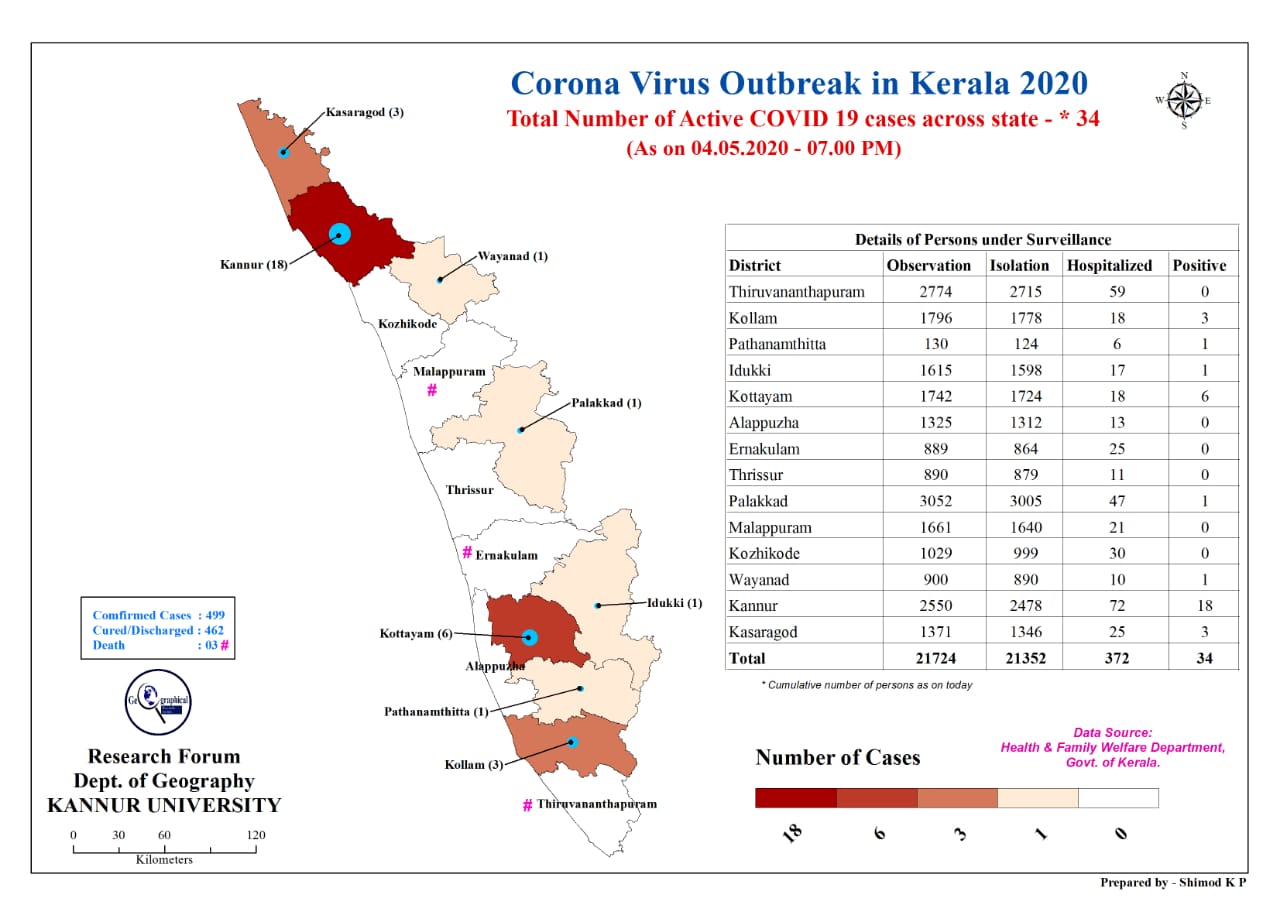 Corona Virus Outbreak in Kerala 2020
Total Number of Active COVID 19 cases across state - * 34
(As on 04.05.2020 - 07.00 PM)
N
W E
S
Kasaragod (3)
Kannur (18)
Wayanad (1)
Kozhikode
Malappuram
#
Palakkad (1)
Thrissur
# Ernakulam
Idukki (1)
Kottayam (6)
Alappuzha
Pathanamthitta (1)
Kollam (3)
# Thiruvananthapuram
Details of Persons under Surveillance
District Observation Isolation Hospitalized Positive
Thiruvananthapuram 2774 2715 59 0
Kollam 1796 1778 18 3
Pathanamthitta 130 124 6 1
Idukki 1615 1598 17 1
Kottayam 1742 1724 18 6
Alappuzha 1325 1312 13 0
Ernakulam 889 864 25 0
Thrissur 890 879 11 0
Palakkad 3052 3005 47 1
Malappuram 1661 1640 21 0
Kozhikode 1029 999 30 0
Wayanad 900 890 10 1
Kannur 2550 2478 72 18
Kasaragod 1371 1346 25 3
Total 21724 21352 372 34
* Cumulative number of persons as on today
Comfirmed Cases : 499
Cured/Discharged : 462
Death : 03 #
Geographical
Research Forum
Dept. of Geography
KANNUR UNIVERSITY
0 30 60 120
Kilometers
Data Source:
Health & Family Welfare Department,
Govt. of Kerala.
Number of Cases
18 6 3 1 0
Prepared by - Shimod K P